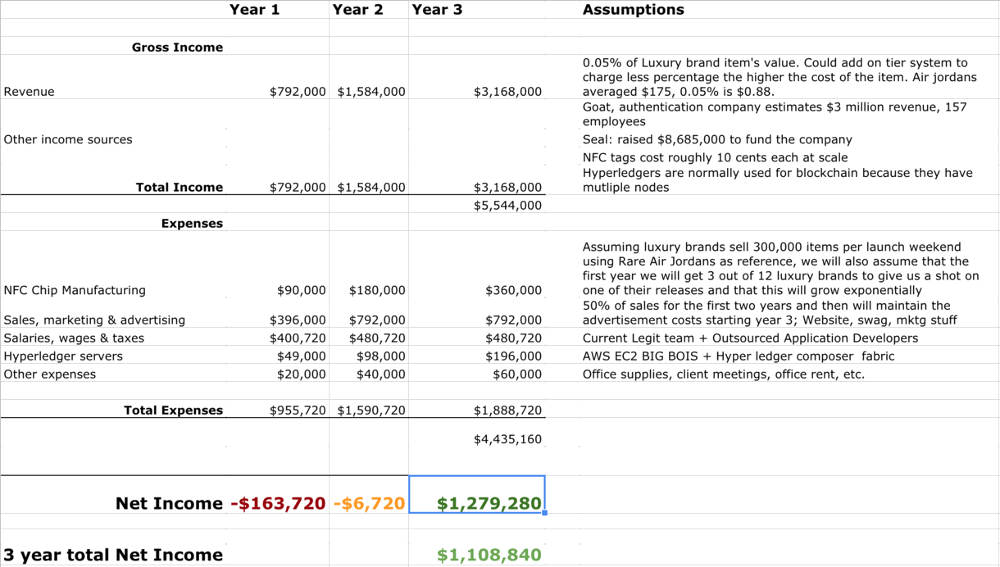 Year 1 Year 2 Year 3 Assumptions
Gross Income
0.05% of Luxury brand item's value. Could add on tier system to
charge less percentage the higher the cost of the item. Air jordans
Revenue $792,000 $1,584,000 $3,168,000 averaged $175, 0.05% is $0.88.
Goat, authentication company estimates $3 million revenue, 157
employees
Other income sources Seal: raised $8,685,000 to fund the company
NFC tags cost roughly 10 cents each at scale
Hyperledgers are normally used for blockchain because they have
Total Income $792,000 $1,584,000 $3,168,000 mutliple nodes
$5,544,000
Expenses
Assuming luxury brands sell 300,000 items per launch weekend
using Rare Air Jordans as reference, we will also assume that the
first year we will get 3 out of 12 luxury brands to give us a shot on
NFC Chip Manufacturing $90,000 $180,000 $360,000 one of their releases and that this will grow exponentially
50% of sales for the first two years and then will maintain the
Sales, marketing & advertising $396,000 $792,000 $792,000 advertisement costs starting year 3; Website, swag, mktg stuff
Salaries, wages & taxes $400,720 $480,720 $480,720 Current Legit team + Outsourced Application Developers
Hyperledger servers $49,000 $98,000 $196,000 AWS EC2 BIG BOIS + Hyper ledger composer fabric
Other expenses $20,000 $40,000 $60,000 Office supplies, client meetings, office rent, etc.
Total Expenses $955,720 $1,590,720 $1,888,720
$4,435,160
Net Income -$163,720 -$6,720 $1,279,280
3 year total Net Income $1,108,840